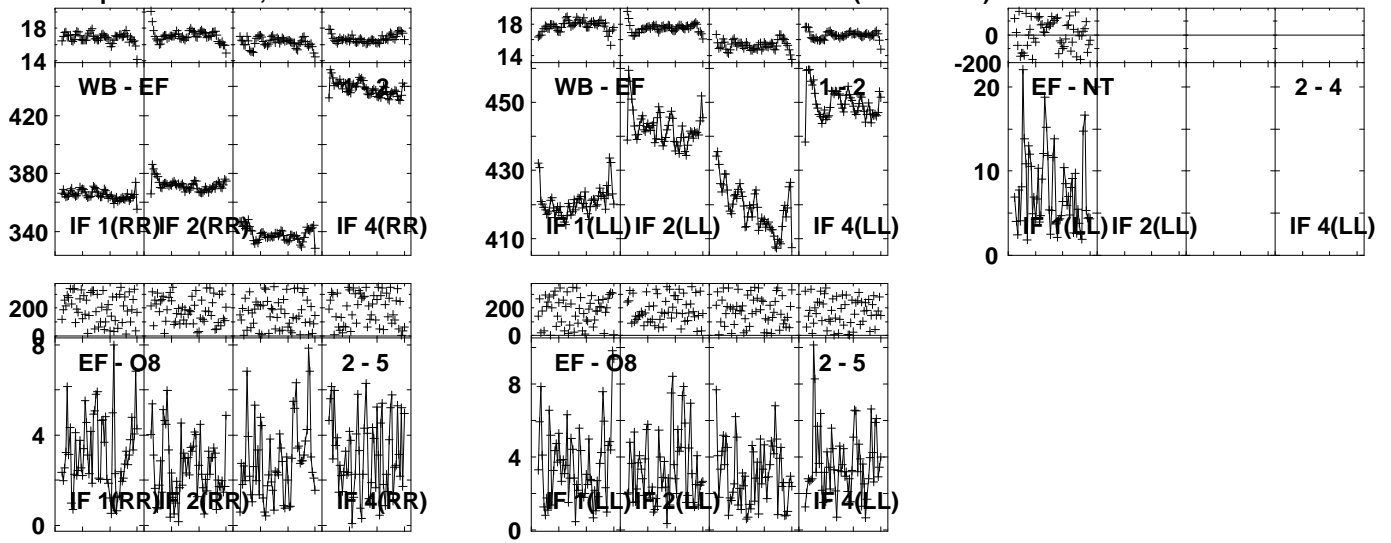 18
14
WB - EF
1 - 2
420
380
340
IF 1(RR)
IF 2(RR)
IF 4(RR)
18
14
WB - EF
1 - 2
450
430
410
IF 1(LL)
IF 2(LL)
IF 4(LL)
0
-200
EF - NT
2 - 4
20
10
0
IF 1(LL)
IF 2(LL)
IF 4(LL)
200
0
EF - O8
2 - 5
8
4
0
IF 1(RR)
IF 2(RR)
IF 4(RR)
200
0
EF - O8
2 - 5
8
4
0
IF 1(LL)
IF 2(LL)
IF 4(LL)